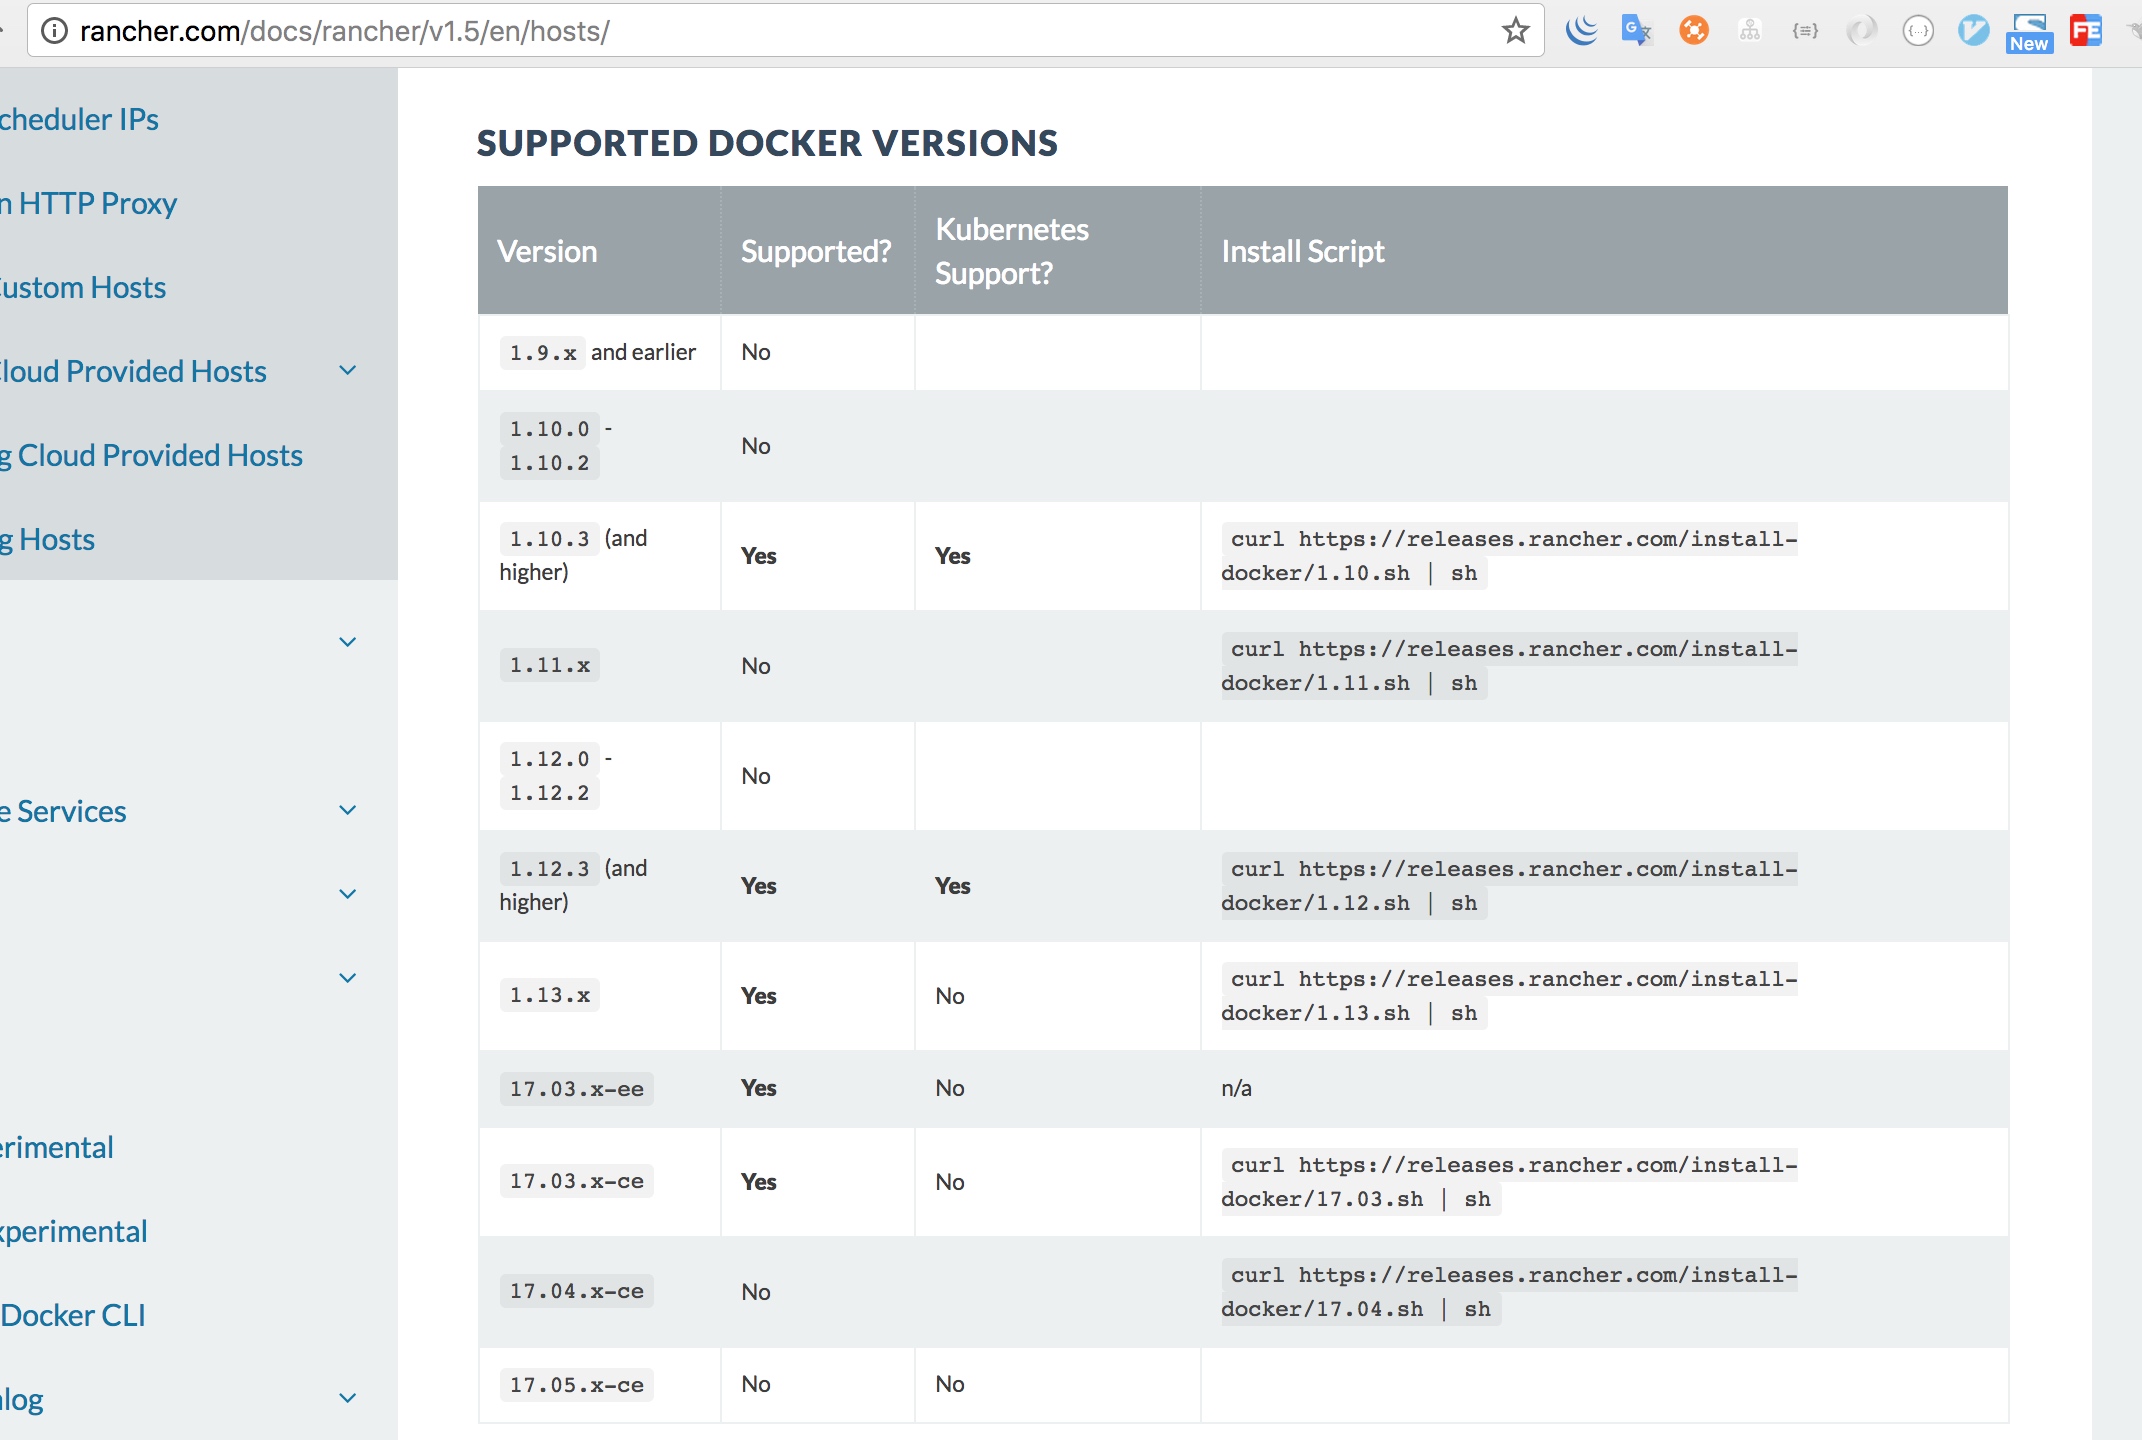 rancher.com/docs/rancher/v1.5/en/hosts/
New
FE
cheduler IPs
n HTTP Proxy
ustom Hosts
loud Provided Hosts
g Cloud Provided Hosts
g Hosts
e Services
erimental
xperimental
Docker CLI
log
SUPPORTED DOCKER VERSIONS
Version Supported? Kubernetes Support? Install Script
1.9.x and earlier No
1.10.0 -
1.10.2
No
1.10.3 (and
higher)
Yes Yes
curl https://releases.rancher.com/install-
docker/1.10.sh | sh
1.11.x No
curl https://releases.rancher.com/install-
docker/1.11.sh | sh
1.12.0 -
1.12.2
No
1.12.3 (and
higher)
Yes Yes
curl https://releases.rancher.com/install-
docker/1.12.sh | sh
1.13.x Yes No
curl https://releases.rancher.com/install-
docker/1.13.sh | sh
17.03.x-ee Yes No n/a
17.03.x-ce Yes No
curl https://releases.rancher.com/install-
docker/17.03.sh | sh
17.04.x-ce No
curl https://releases.rancher.com/install-
docker/17.04.sh | sh
17.05.x-ce No No